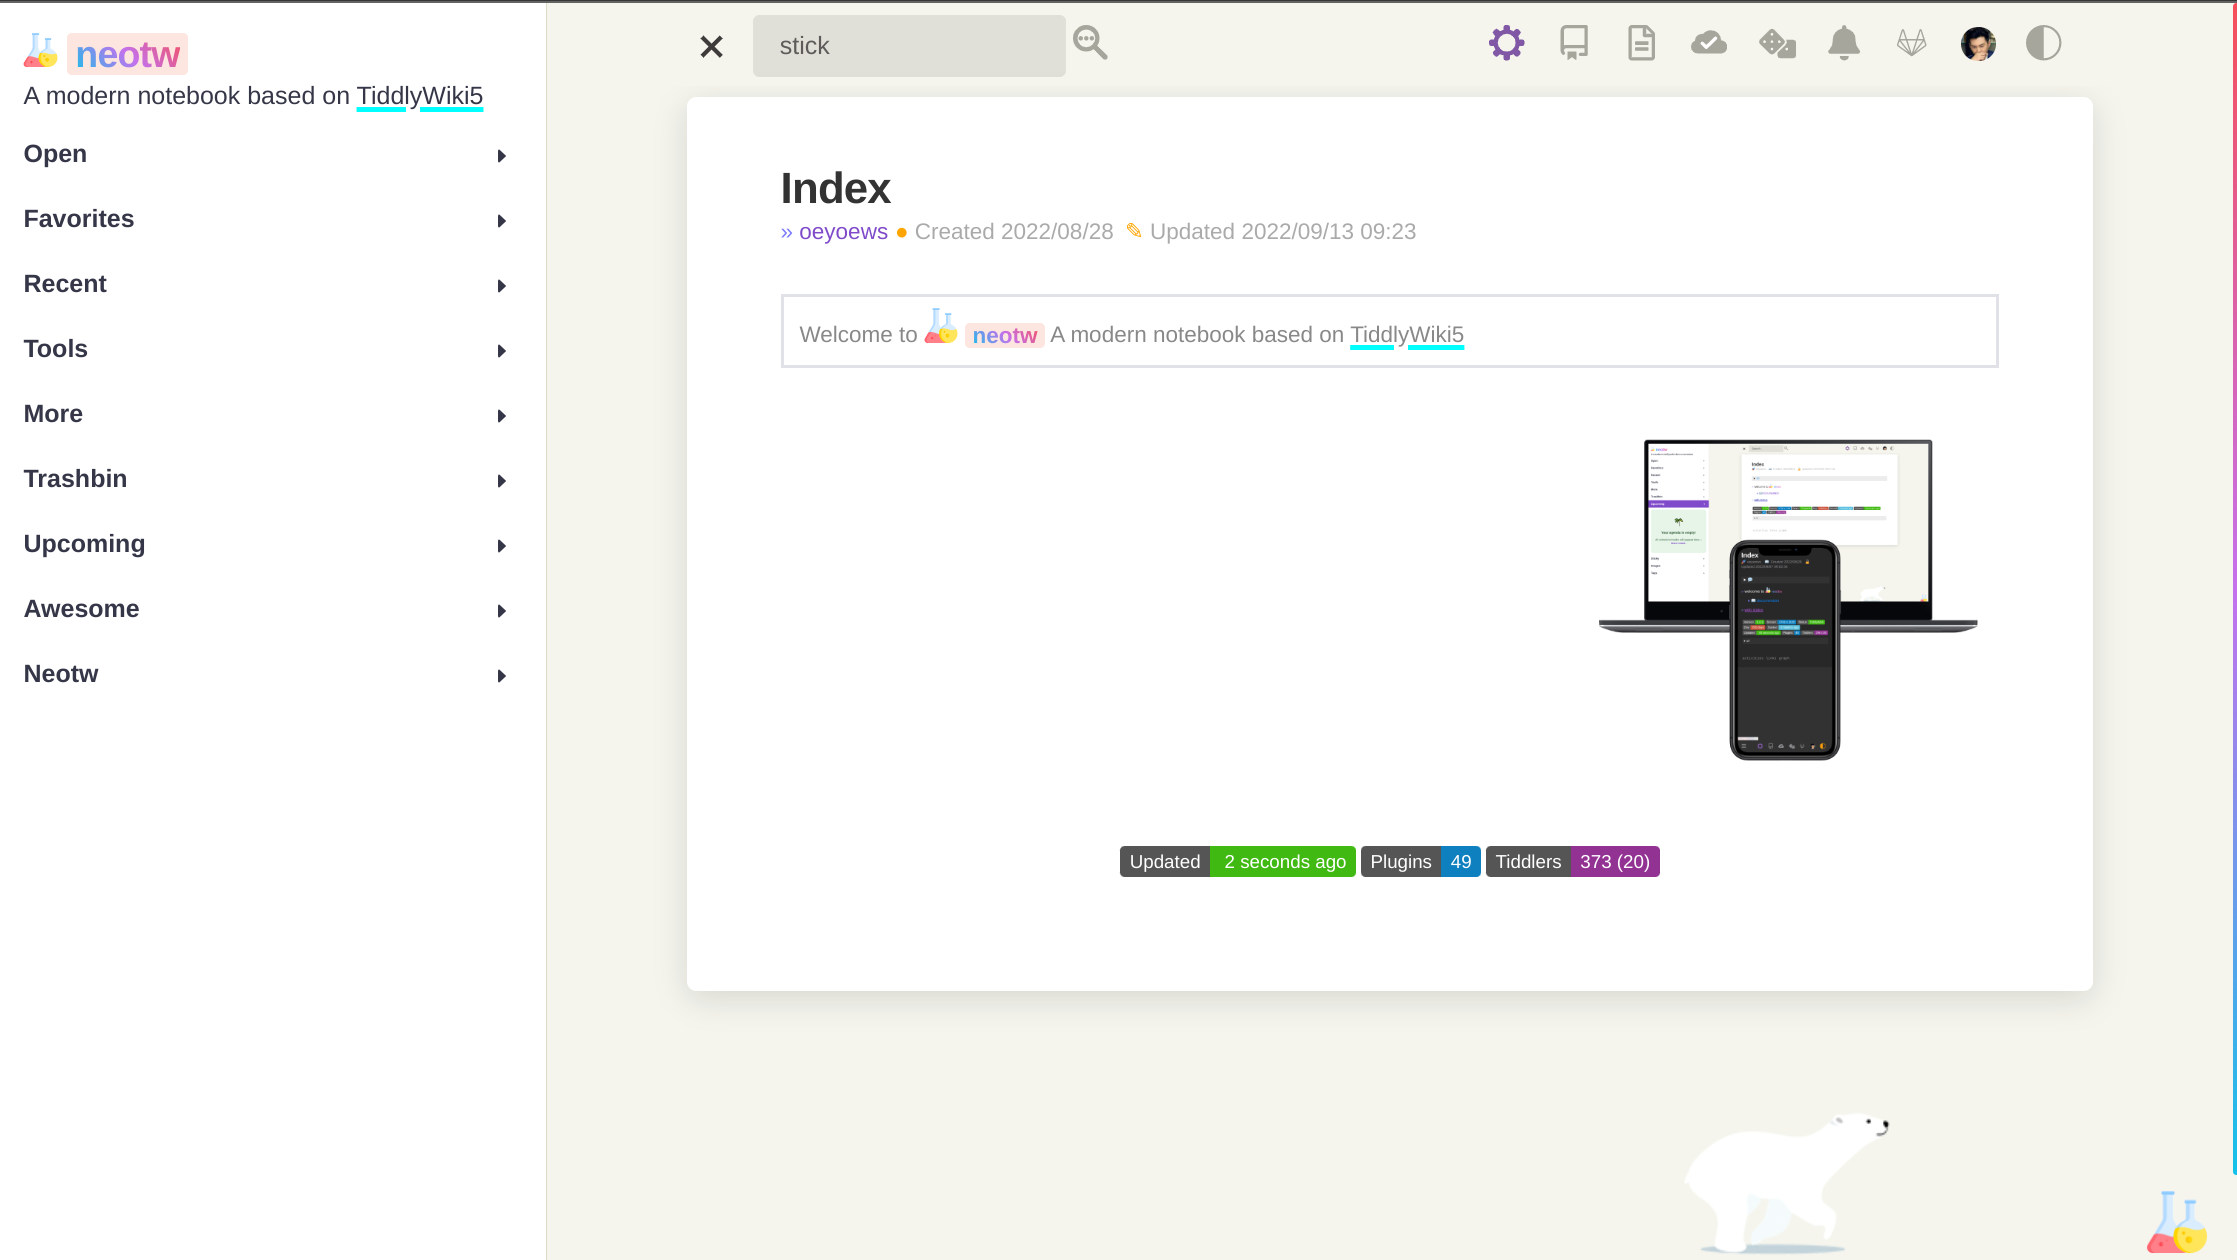 neotw
A modern notebook based on TiddlyWiki5
Open
Favorites
Recent
Tools
More
Trashbin
Upcoming
Awesome
Neotw
stick
Index
» oeyoews ● Created 2022/08/28 ✎ Updated 2022/09/13 09:23
Welcome to neotw A modern notebook based on TiddlyWiki5
Updated 2 seconds ago Plugins 49 Tiddlers 373 (20)